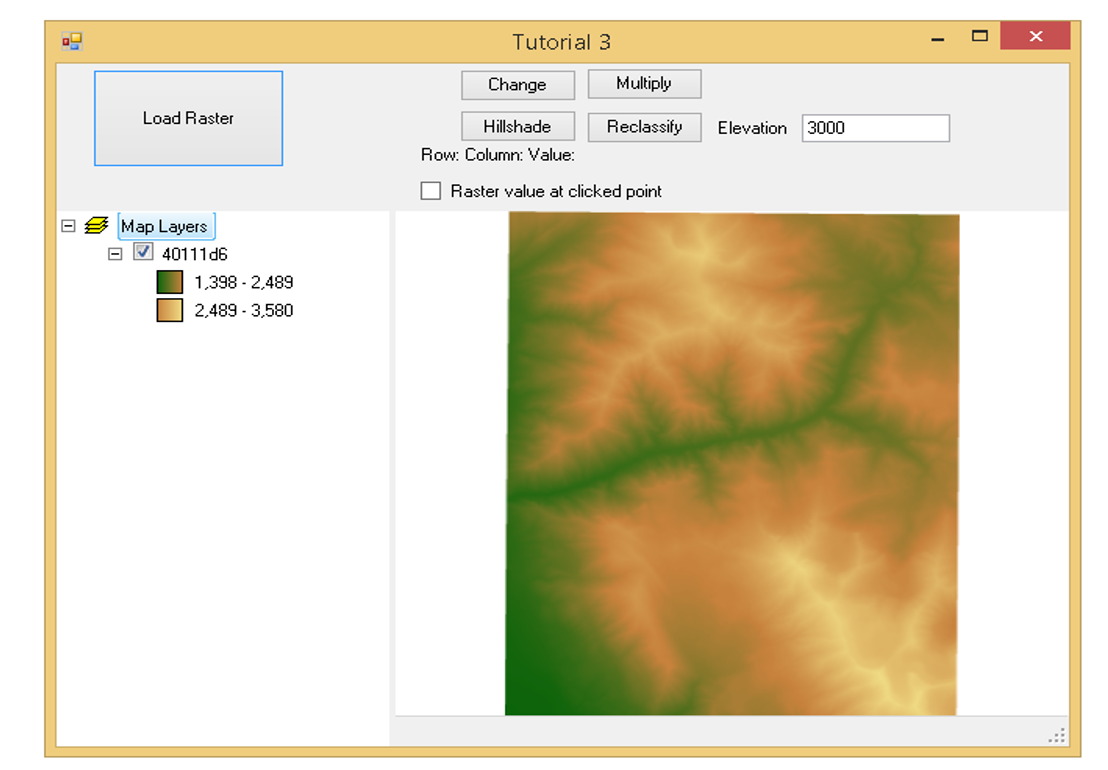 Tutorial 3
Load Raster
Change
Multiply
Hillshade
Reclassify
Elevation
3000
Row: Column: Value:
Raster value at clicked point
Map Layers
40111d6
1,398 - 2,489
2,489 - 3,580